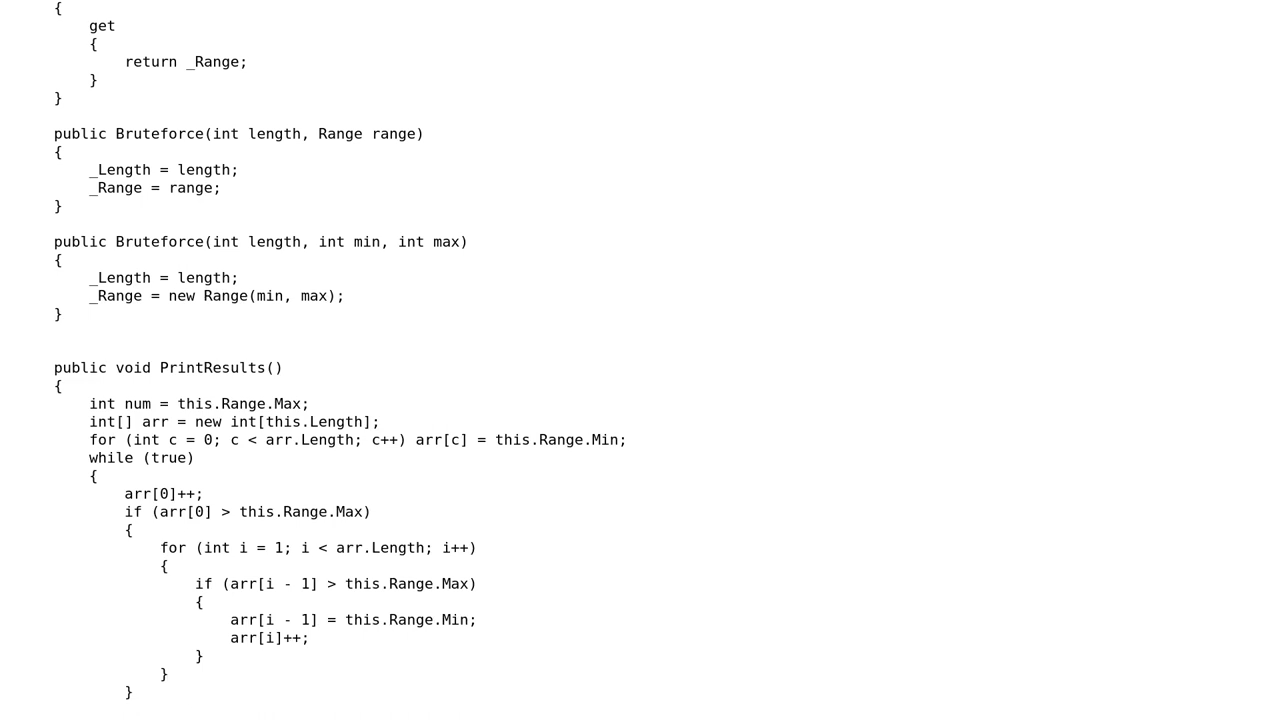 {
get
{
return _Range;
}
}
public Bruteforce(int length, Range range)
{
_Length = length;
_Range = range;
}
public Bruteforce(int length, int min, int max)
{
_Length = length;
_Range = new Range(min, max);
}
public void PrintResults()
{
int num = this.Range.Max;
int[] arr = new int[this.Length];
for (int c = 0; c < arr.Length; c++) arr[c] = this.Range.Min;
while (true)
{
arr[0]++;
if (arr[0] > this.Range.Max)
{
for (int i = 1; i < arr.Length; i++)
{
if (arr[i - 1] > this.Range.Max)
{
arr[i - 1] = this.Range.Min;
arr[i]++;
}
}
}